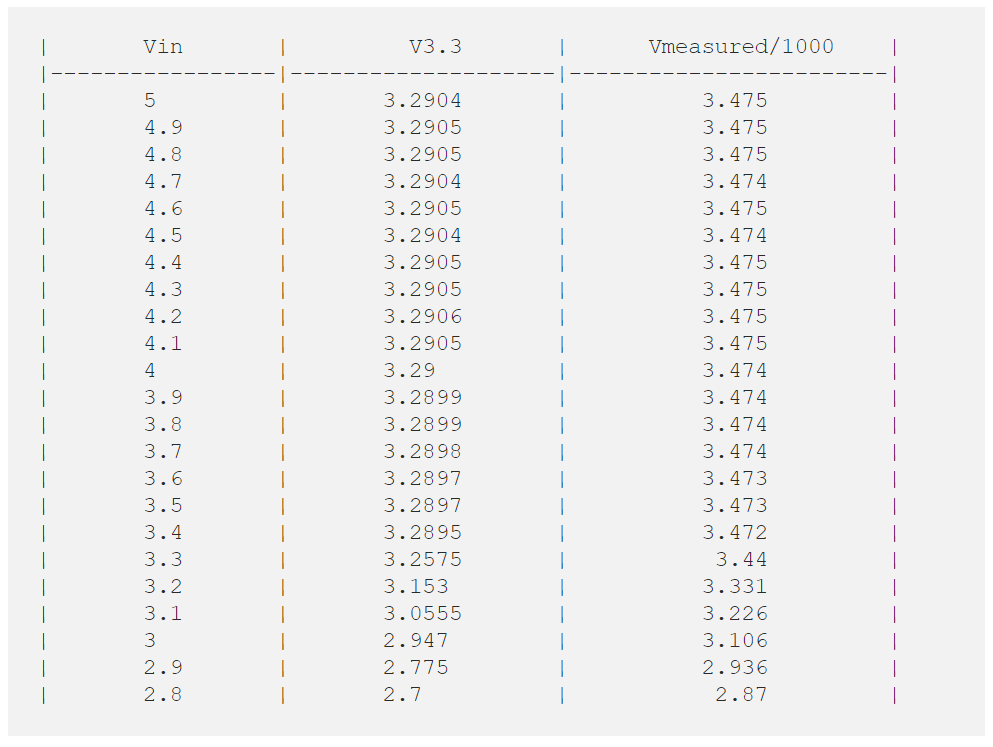 | Vin | V3.3 | Vmeasured/1000 |
|-----------------|--------------------|------------------------|
| 5 | 3.2904 | 3.475 |
| 4.9 | 3.2905 | 3.475 |
| 4.8 | 3.2905 | 3.475 |
| 4.7 | 3.2904 | 3.474 |
| 4.6 | 3.2905 | 3.475 |
| 4.5 | 3.2904 | 3.474 |
| 4.4 | 3.2905 | 3.475 |
| 4.3 | 3.2905 | 3.475 |
| 4.2 | 3.2906 | 3.475 |
| 4.1 | 3.2905 | 3.475 |
| 4 | 3.29 | 3.474 |
| 3.9 | 3.2899 | 3.474 |
| 3.8 | 3.2899 | 3.474 |
| 3.7 | 3.2898 | 3.474 |
| 3.6 | 3.2897 | 3.473 |
| 3.5 | 3.2897 | 3.473 |
| 3.4 | 3.2895 | 3.472 |
| 3.3 | 3.2575 | 3.44 |
| 3.2 | 3.153 | 3.331 |
| 3.1 | 3.0555 | 3.226 |
| 3 | 2.947 | 3.106 |
| 2.9 | 2.775 | 2.936 |
| 2.8 | 2.7 | 2.87 |